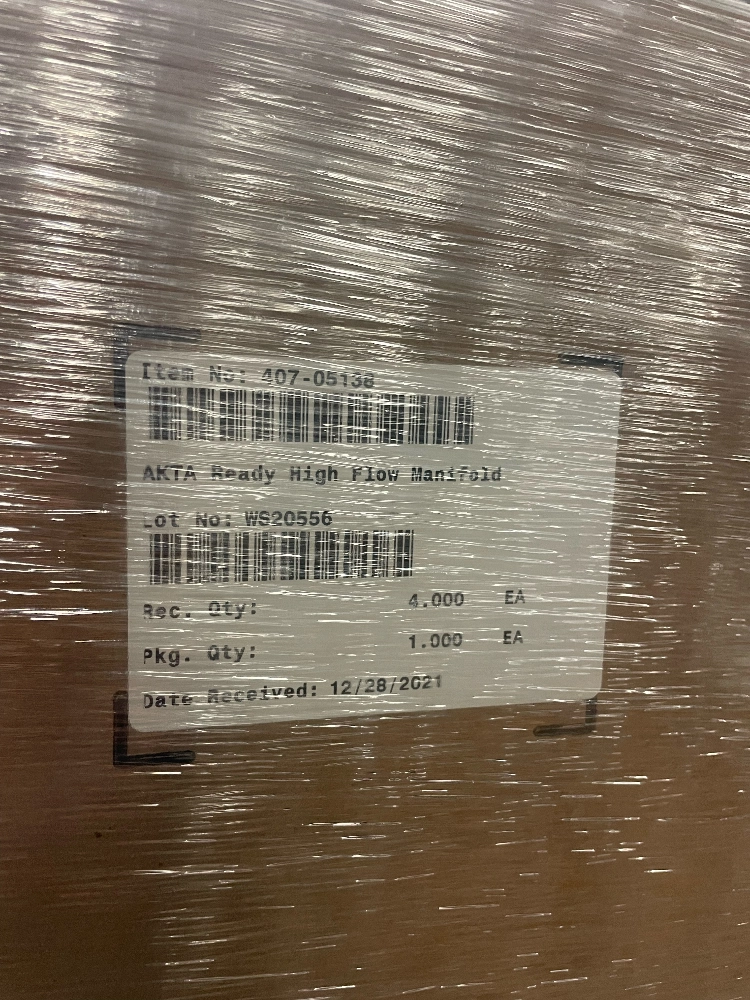 Item No: 407-05138
AKTA Ready High Flow Manifold
Lot No: WS20556
Rec. Qty: 4.000 EA
Pkg. Qty: 1.000 EA
Date Received: 12/28/2021